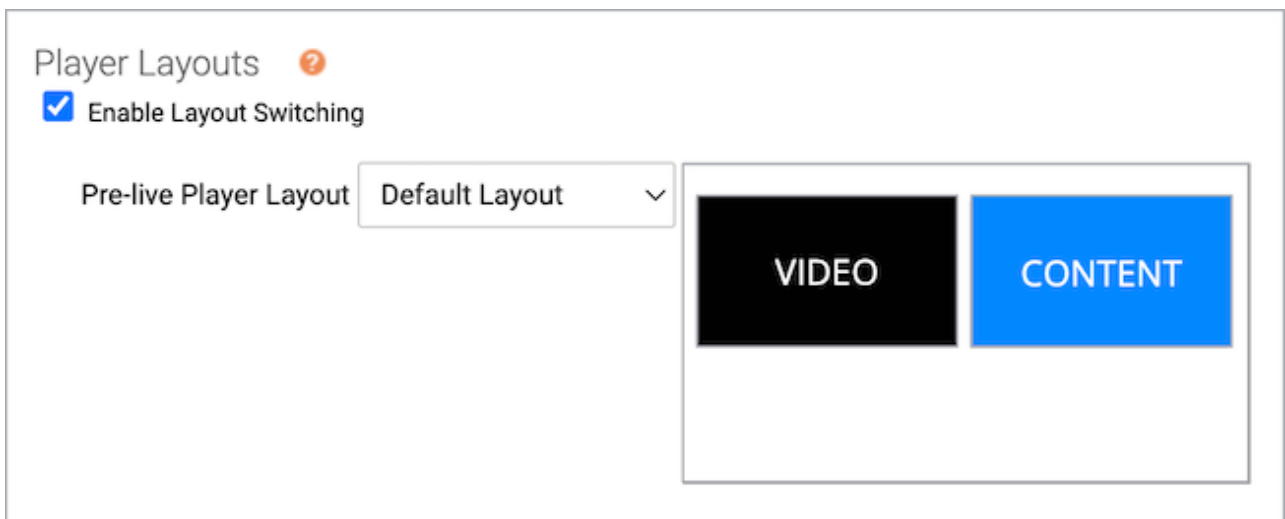 Player Layouts ?
Enable Layout Switching
Pre-live Player Layout Default Layout
VIDEO CONTENT